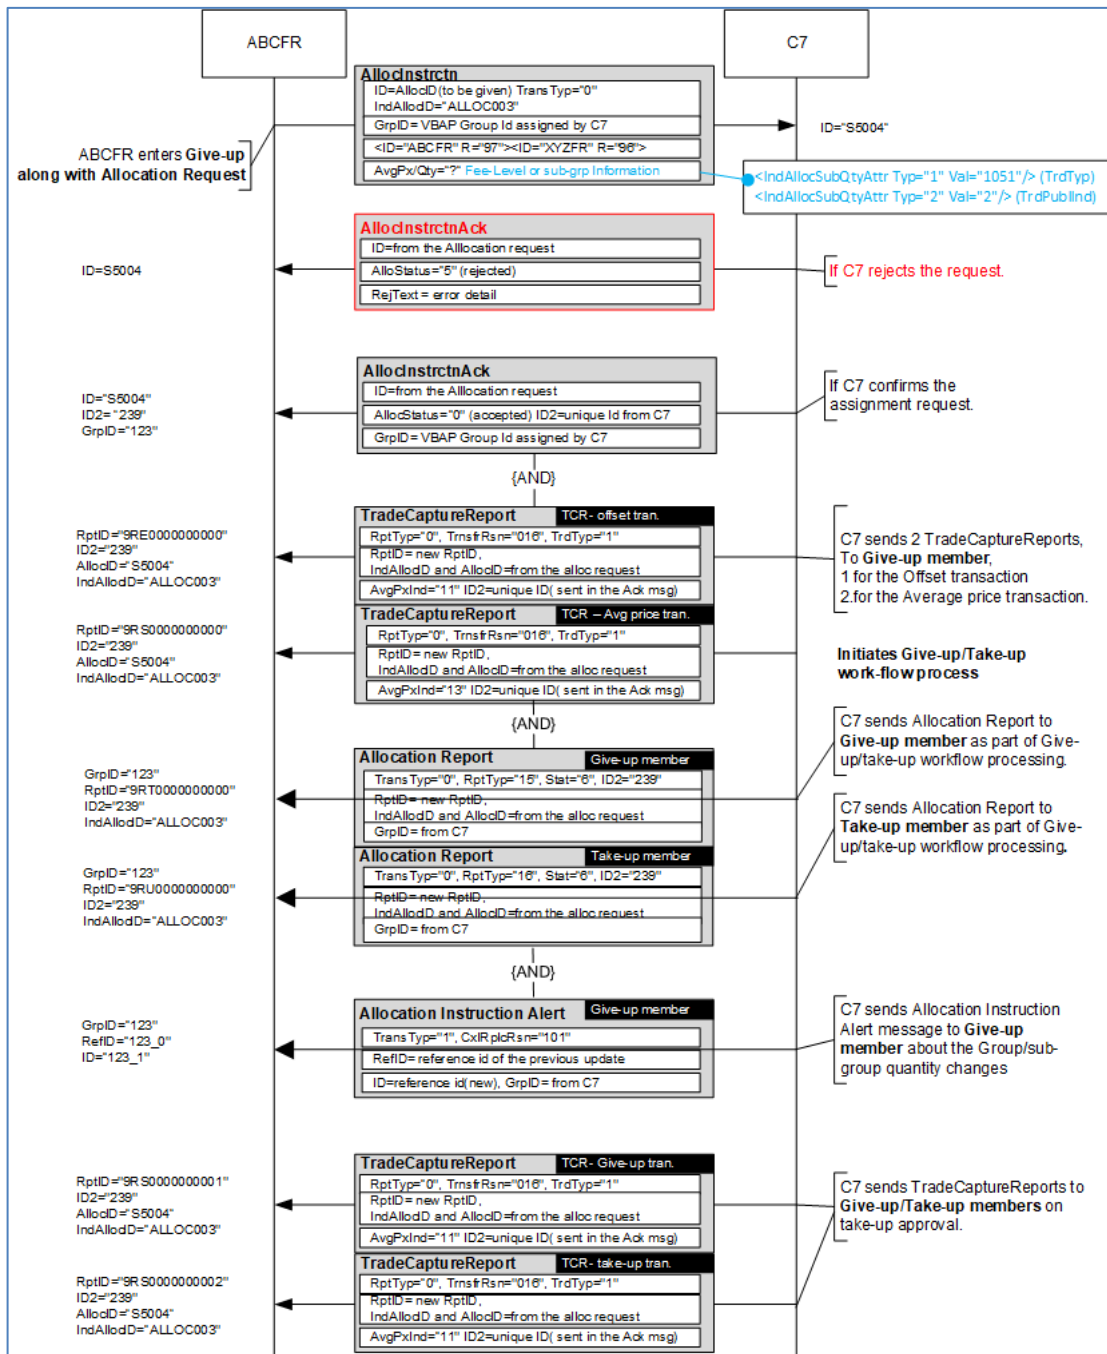 ABCFR
C7
AllocInstrctn
ID=AllocID(to be given) TransTyp="0"
IndAllocID="ALLOC003"
GrpID= VBAP Group Id assigned by C7
<ID="ABCFR" R="97"><ID="XYZFR" R="96">
AvgPx/Qty="?" Fee-Level or sub-grp Information
ID="S5004"
ABCFR enters Give-up
along with Allocation Request
<IndAllocSubQtyAttr Typ="1" Val="1051"/> (TrdTyp)
<IndAllocSubQtyAttr Typ="2" Val="2"/> (TrdPubIInd)
AllocInstrctnAck
ID=from the Alllocation request
AlloStatus="5" (rejected)
RejText = error detail
ID=S5004
If C7 rejects the request.
AllocInstrctnAck
ID=from the Alllocation request
AllocStatus="0" (accepted) ID2=unique Id from C7
GrpID= VBAP Group Id assigned by C7
ID="S5004"
ID2= "239"
GrpID="123"
If C7 confirms the
assignment request.
{AND}
TradeCaptureReport
TCR- offset tran.
RptTyp="0", TrnsfrRsn="016", TrdTyp="1"
RptID= new RptID,
IndAllocID and AllocID=from the alloc request
AvgPxInd="11" ID2=unique ID( sent in the Ack msg)
RptID="9RE0000000000"
ID2="239"
AllocID="S5004"
IndAllocID="ALLOC003"
C7 sends 2 TradeCaptureReports,
To Give-up member,
1 for the Offset transaction
2.for the Average price transaction.
TradeCaptureReport
TCR – Avg price tran.
RptTyp="0", TrnsfrRsn="016", TrdTyp="1"
RptID= new RptID,
IndAllocID and AllocID=from the alloc request
AvgPxInd="13" ID2=unique ID( sent in the Ack msg)
RptID="9RS0000000000"
ID2="239"
AllocID="S5004"
IndAllocID="ALLOC003"
Initiates Give-up/Take-up
work-flow process
{AND}
Allocation Report
Give-up member
TransTyp="0", RptTyp="15", Stat="6", ID2="239"
RptID= new RptID,
IndAllocID and AllocID=from the alloc request
GrpID= from C7
GrpID="123"
RptID="9RT0000000000"
ID2="239"
IndAllocID="ALLOC003"
C7 sends Allocation Report to
Give-up member as part of Give-
up/take-up workflow processing.
Allocation Report
Take-up member
TransTyp="0", RptTyp="16", Stat="6", ID2="239"
RptID= new RptID,
IndAllocID and AllocID=from the alloc request
GrpID= from C7
GrpID="123"
RptID="9RU0000000000"
ID2="239"
IndAllocID="ALLOC003"
C7 sends Allocation Report to
Take-up member as part of Give-
up/take-up workflow processing.
{AND}
Allocation Instruction Alert
Give-up member
TransTyp="1", CxlRplcRsn="101"
RefID= reference id of the previous update
ID=reference id(new), GrpID= from C7
GrpID="123"
RefID="123_0"
ID="123_1"
C7 sends Allocation Instruction
Alert message to Give-up
member about the Group/sub-
group quantity changes
TradeCaptureReport
TCR- Give-up tran.
RptTyp="0", TrnsfrRsn="016", TrdTyp="1"
RptID= new RptID,
IndAllocID and AllocID=from the alloc request
AvgPxInd="11" ID2=unique ID( sent in the Ack msg)
RptID="9RS0000000001"
ID2="239"
AllocID="S5004"
IndAllocID="ALLOC003"
C7 sends TradeCaptureReports to
Give-up/Take-up members on
take-up approval.
TradeCaptureReport
TCR- take-up tran.
RptTyp="0", TrnsfrRsn="016", TrdTyp="1"
RptID= new RptID,
IndAllocID and AllocID=from the alloc request
AvgPxInd="11" ID2=unique ID( sent in the Ack msg)
RptID="9RS0000000002"
ID2="239"
AllocID="S5004"
IndAllocID="ALLOC003"